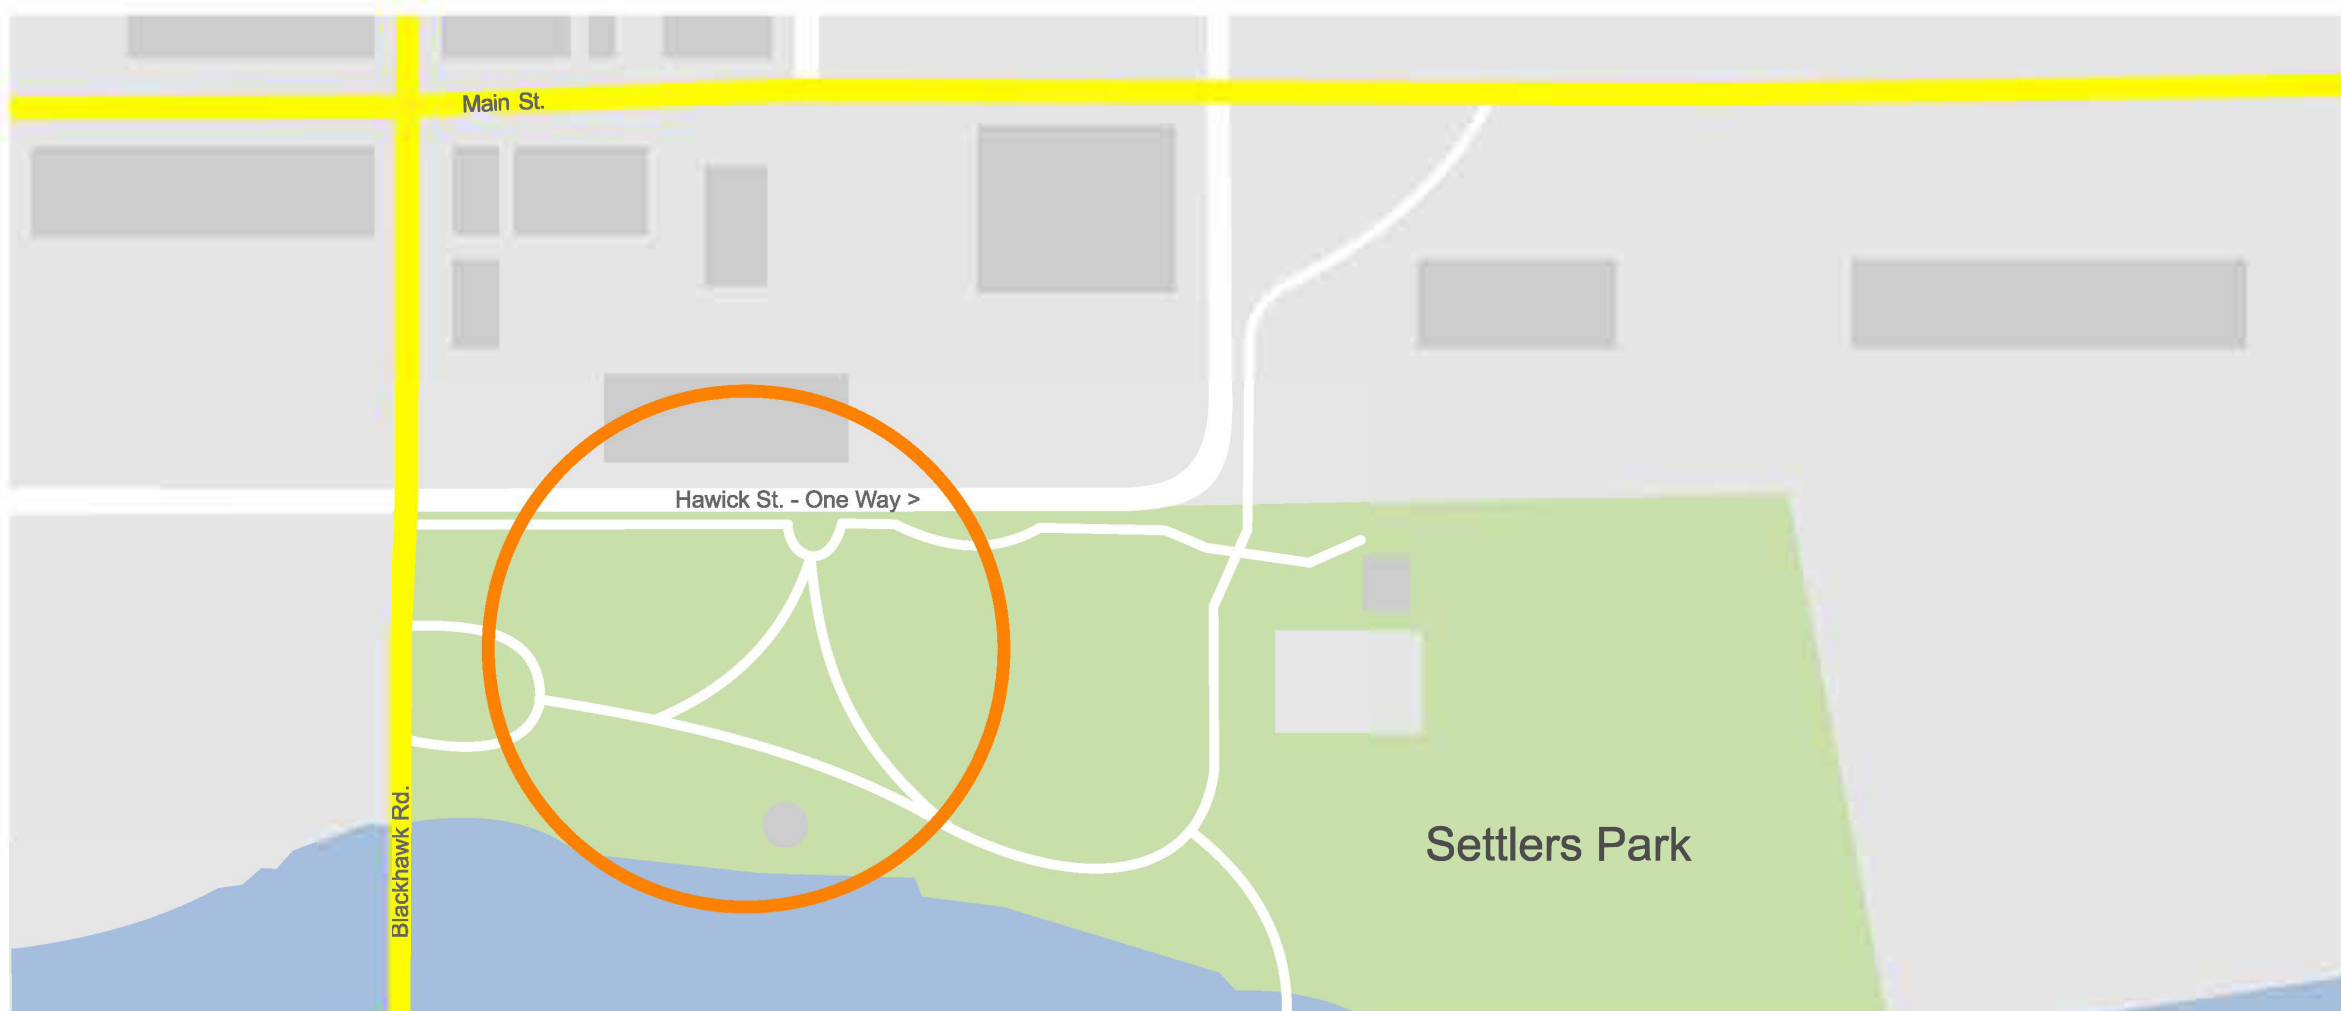 Main St.
Hawick St. - One Way >
Settlers Park
Blackhawk Rd.